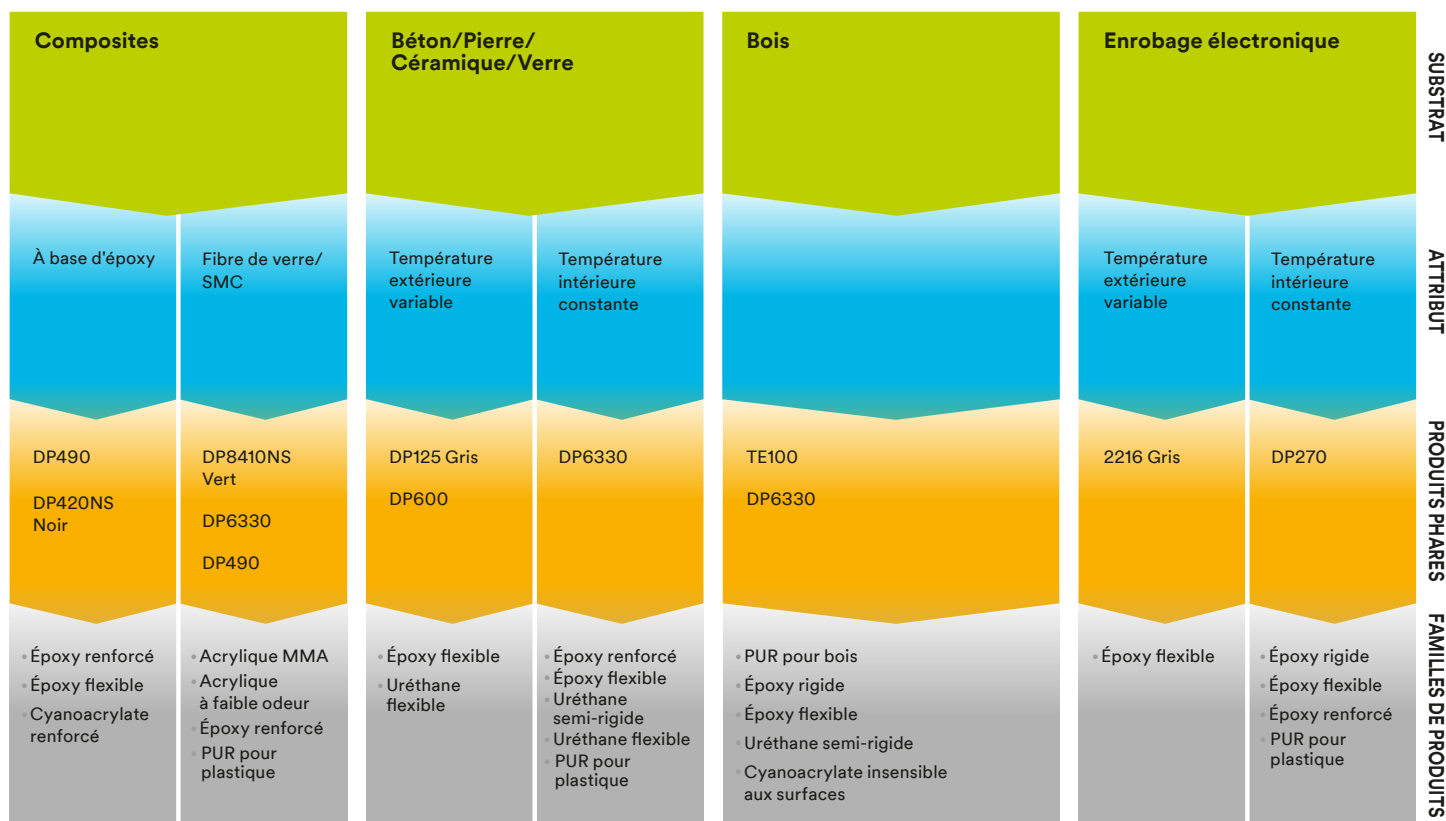 Composites
Béton/Pierre/
Céramique/Verre
Bois
Enrobage électronique
SUBSTRAT
À base d'époxy
Fibre de verre/
SMC
Température
extérieure
variable
Température
intérieure
constante
Température
extérieure
variable
Température
intérieure
constante
ATTRIBUT
DP490
DP420NS
Noir
DP8410NS
Vert
DP6330
DP490
DP125 Gris
DP600
DP6330
TE100
DP6330
2216 Gris
DP270
PRODUITS PHARES
• Époxy renforcé
• Époxy flexible
• Cyanoacrylate
renforcé
• Acrylique MMA
• Acrylique
à faible odeur
• Époxy renforcé
• PUR pour
plastique
• Époxy flexible
• Uréthane
flexible
• Époxy renforcé
• Époxy flexible
• Uréthane
semi-rigide
• Uréthane flexible
• PUR pour
plastique
• PUR pour bois
• Époxy rigide
• Époxy flexible
• Uréthane semi-rigide
• Cyanoacrylate insensible
aux surfaces
• Époxy flexible
• Époxy rigide
• Époxy flexible
• Époxy renforcé
• PUR pour
plastique
FAMILLES DE PRODUITS